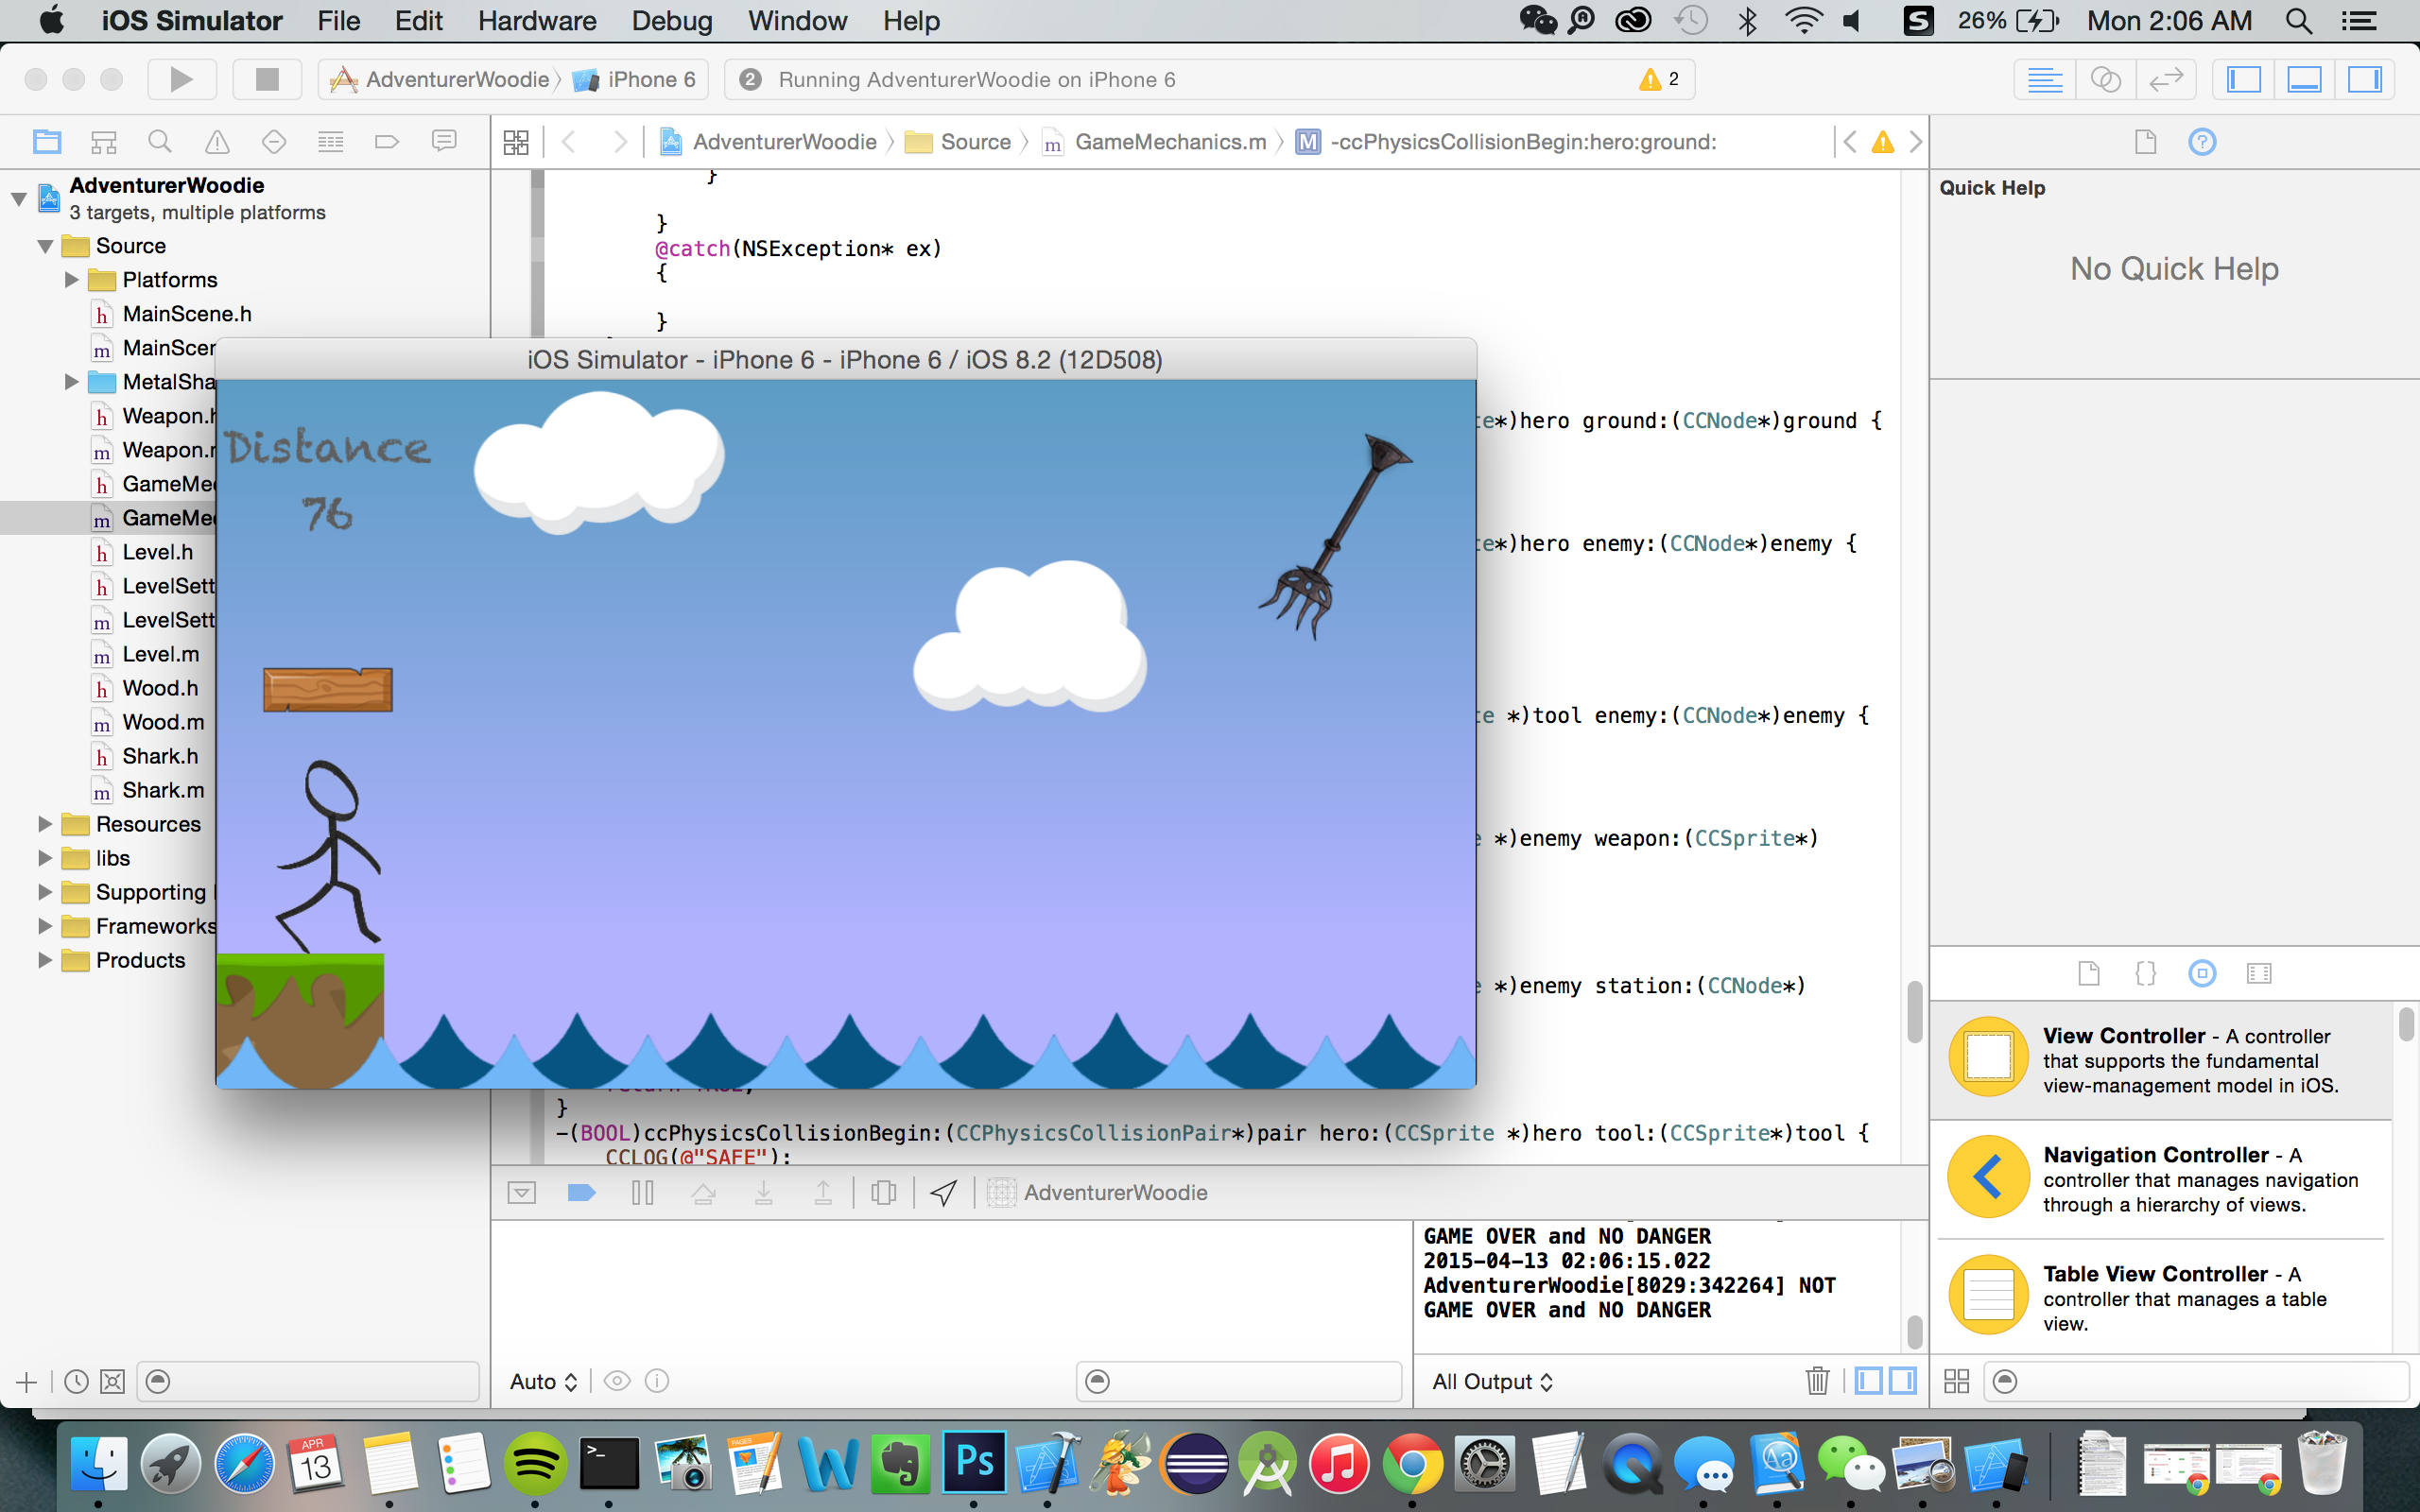 iOS Simulator File Edit Hardware Debug Window Help 26% Mon 2:06 AM
AdventurerWoodie iPhone 6 2 Running AdventurerWoodie on iPhone 6 2
AdventurerWoodie Source GameMechanics.m M -ccPhysicsCollisionBegin:hero:ground:
AdventurerWoodie
3 targets, multiple platforms
Source
Platforms
h MainScene.h
m MainScen
MetalSha
h Weapon.h
m Weapon.m
h GameMec
m GameMec
h Level.h
h LevelSett
m LevelSett
m Level.m
h Wood.h
m Wood.m
h Shark.h
m Shark.m
Resources
libs
Supporting
Frameworks
Products
}
}
@catch(NSException* ex)
{
}
iOS Simulator - iPhone 6 - iPhone 6 / iOS 8.2 (12D508)
Distance
76
te*)hero ground:(CCNode*)ground {
te*)hero enemy:(CCNode*)enemy {
te *)tool enemy:(CCNode*)enemy {
e *)enemy weapon:(CCSprite*)
e *)enemy station:(CCNode*)
return TRUE;
}
-(BOOL)ccPhysicsCollisionBegin:(CCPhysicsCollisionPair*)pair hero:(CCSprite *)hero tool:(CCSprite*)tool {
CCLOG(@"SAFE");
AdventurerWoodie
GAME OVER and NO DANGER
2015-04-13 02:06:15.022
AdventurerWoodie[8029:342264] NOT
GAME OVER and NO DANGER
Auto
All Output
Quick Help
No Quick Help
View Controller - A controller
that supports the fundamental
view-management model in iOS.
Navigation Controller - A
controller that manages navigation
through a hierarchy of views.
Table View Controller - A
controller that manages a table
view.
APR
13
PAGES
Ps